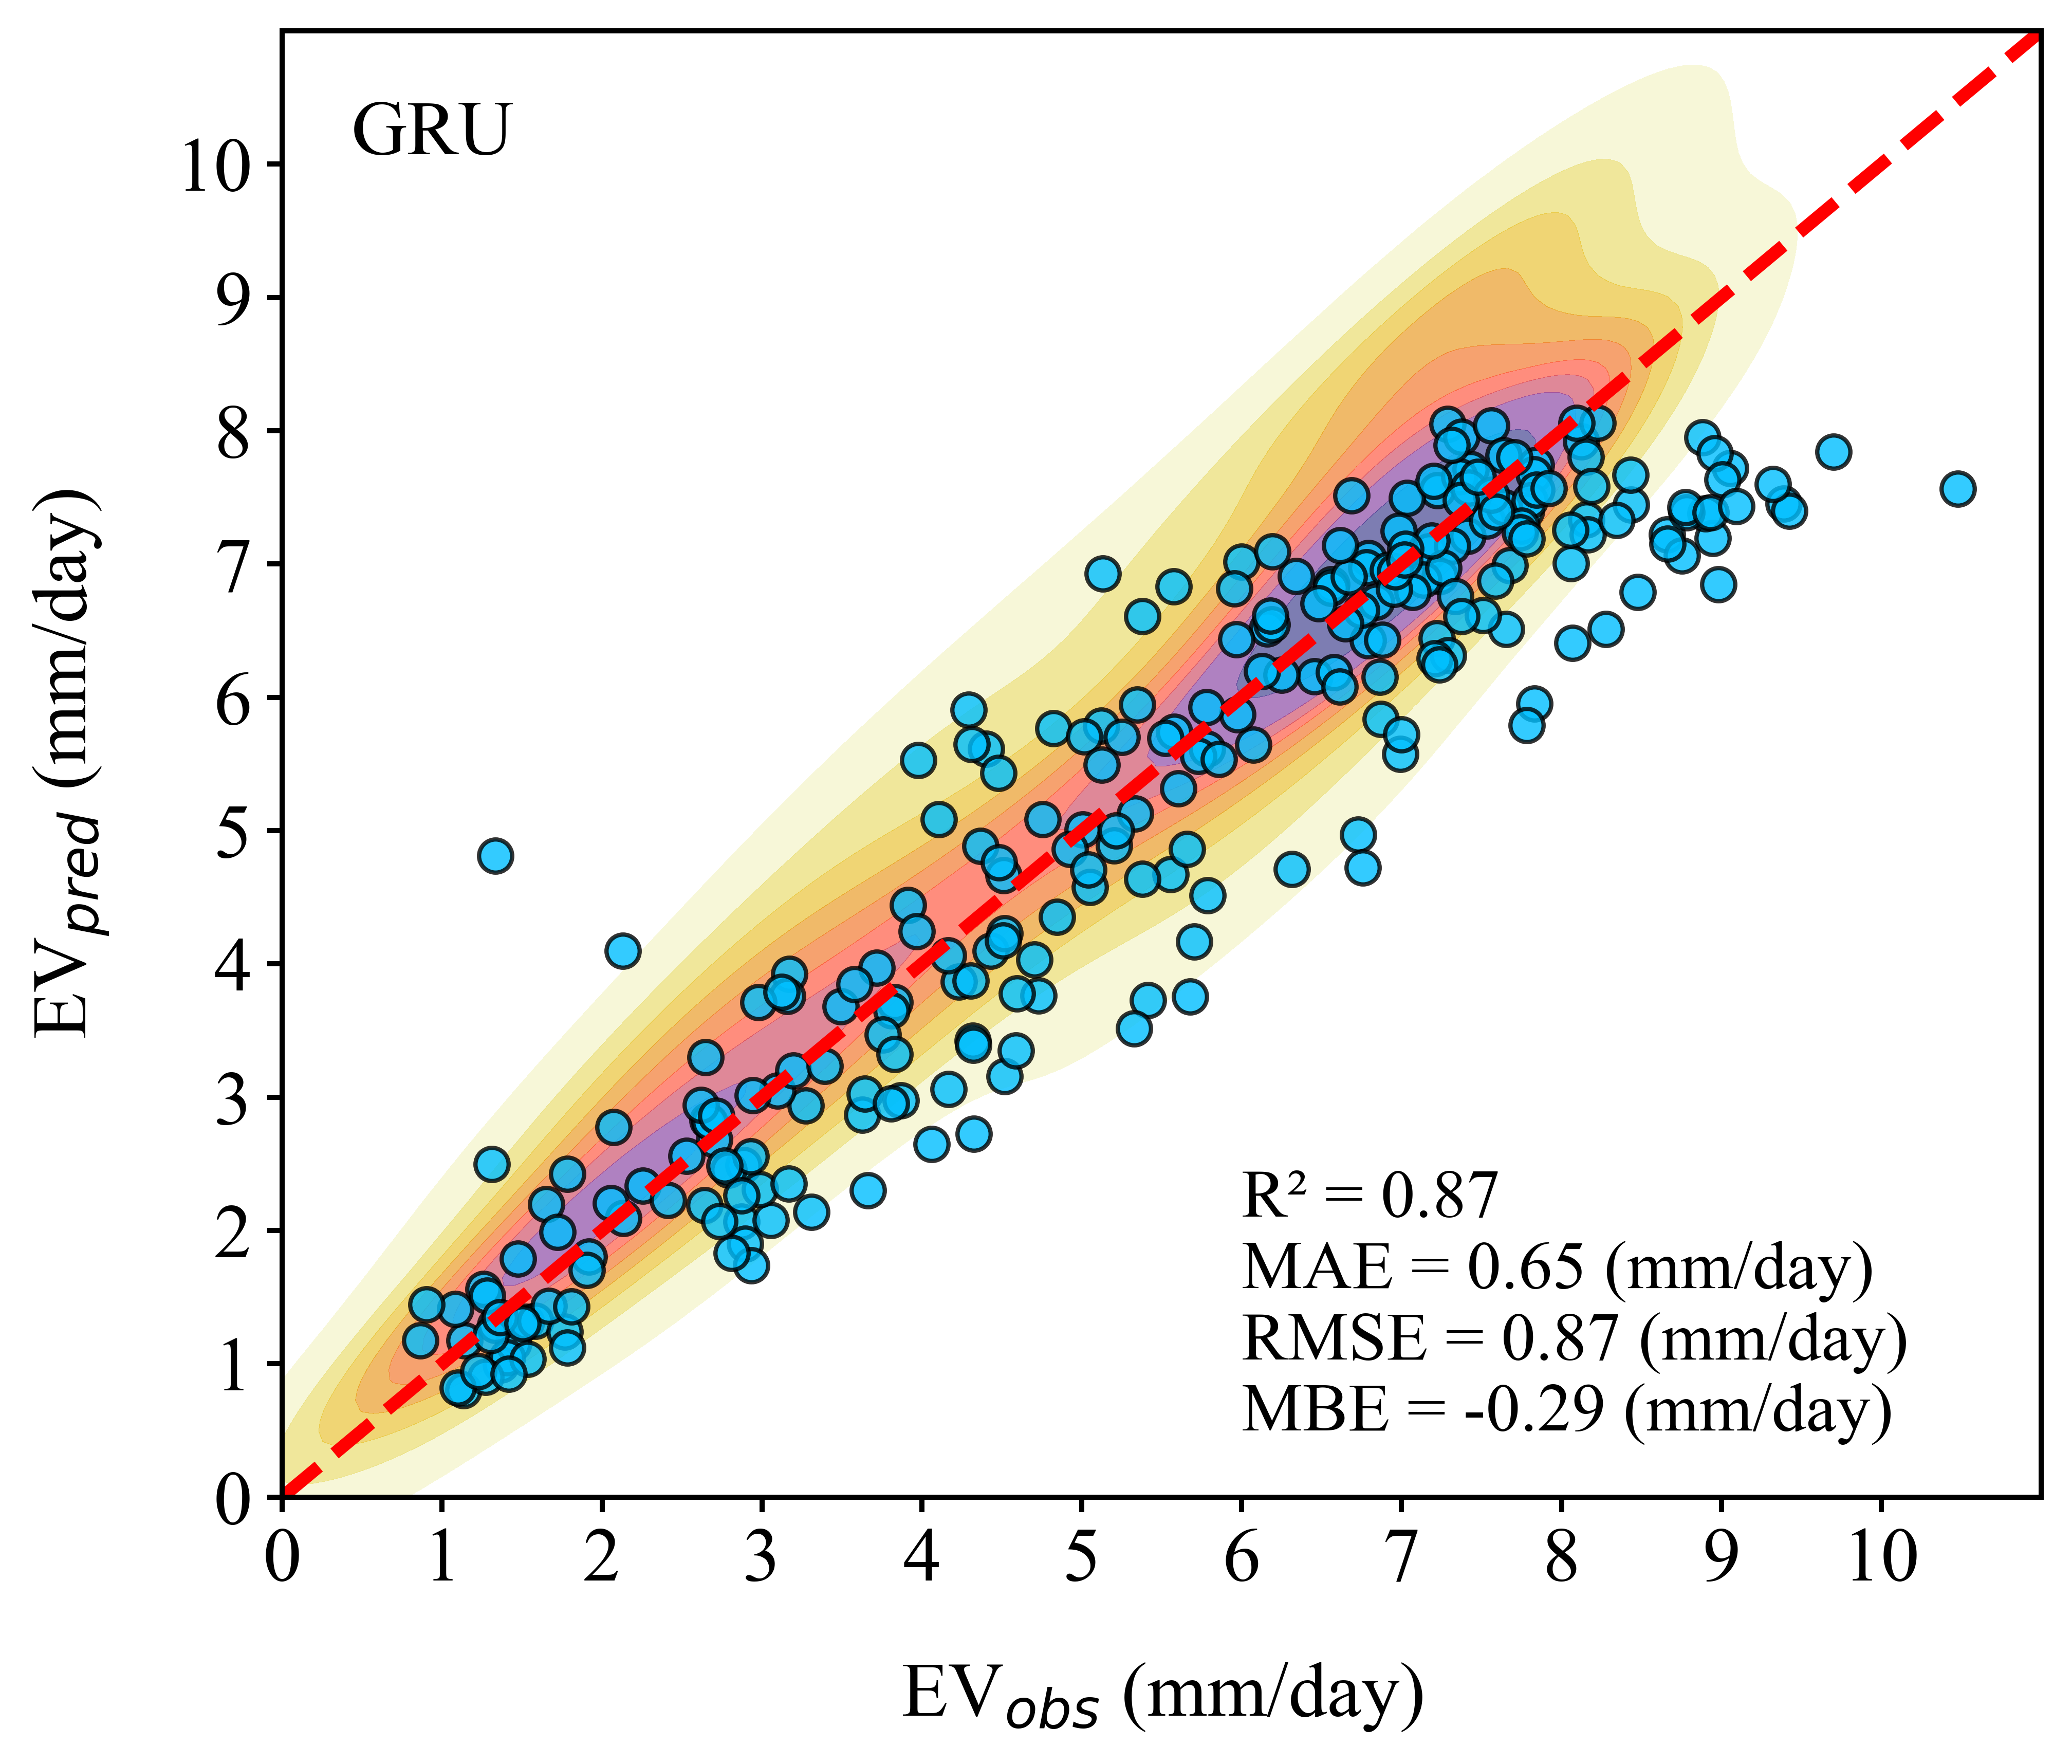 GRU
10
9
8
7
6
5
4
3
2
1
0
EVpred (mm/day)
R² = 0.87
MAE = 0.65 (mm/day)
RMSE = 0.87 (mm/day)
MBE = -0.29 (mm/day)
0 1 2 3 4 5 6 7 8 9 10
EVobs (mm/day)